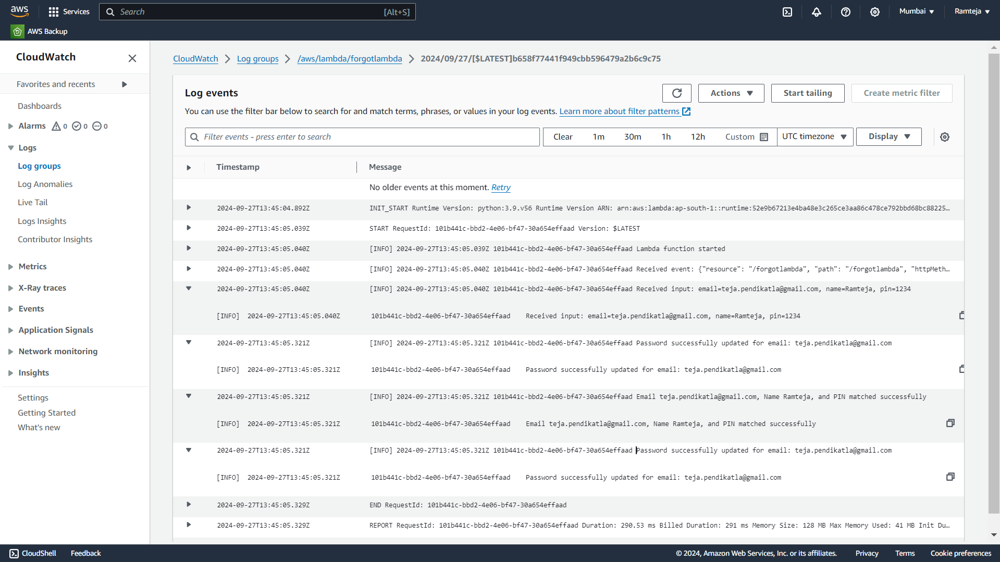 aws Services Search [Alt+S] Mumbai Ramteja
AWS Backup
CloudWatch
Favorites and recents
Dashboards
Alarms 0 0 0
Logs
Log groups
Log Anomalies
Live Tail
Logs Insights
Contributor Insights
Metrics
X-Ray traces
Events
Application Signals
Network monitoring
Insights
Settings
Getting Started
What's new
CloudWatch Log groups /aws/lambda/forgotlambda 2024/09/27/[$LATEST]b658f77441f949cbb596479a2b6c9c75
Log events Actions Start tailing Create metric filter
You can use the filter bar below to search for and match terms, phrases, or values in your log events. Learn more about filter patterns
Filter events - press enter to search Clear 1m 30m 1h 12h Custom UTC timezone Display
Timestamp Message
No older events at this moment. Retry
2024-09-27T13:45:04.892Z INIT_START Runtime Version: python:3.9.v56 Runtime Version ARN: arn:aws:lambda:ap-south-1::runtime:52e9b67213e4ba48e3c265ce3aa86c478ce792bbd68bc88225…
2024-09-27T13:45:05.039Z START RequestId: 101b441c-bbd2-4e06-bf47-30a654effaad Version: $LATEST
2024-09-27T13:45:05.040Z [INFO] 2024-09-27T13:45:05.039Z 101b441c-bbd2-4e06-bf47-30a654effaad Lambda function started
2024-09-27T13:45:05.040Z [INFO] 2024-09-27T13:45:05.040Z 101b441c-bbd2-4e06-bf47-30a654effaad Received event: {"resource": "/forgotlambda", "path": "/forgotlambda", "httpMeth…
2024-09-27T13:45:05.040Z [INFO] 2024-09-27T13:45:05.040Z 101b441c-bbd2-4e06-bf47-30a654effaad Received input: email=teja.pendikatla@gmail.com, name=Ramteja, pin=1234
[INFO] 2024-09-27T13:45:05.040Z 101b441c-bbd2-4e06-bf47-30a654effaad Received input: email=teja.pendikatla@gmail.com, name=Ramteja, pin=1234
2024-09-27T13:45:05.321Z [INFO] 2024-09-27T13:45:05.321Z 101b441c-bbd2-4e06-bf47-30a654effaad Password successfully updated for email: teja.pendikatla@gmail.com
[INFO] 2024-09-27T13:45:05.321Z 101b441c-bbd2-4e06-bf47-30a654effaad Password successfully updated for email: teja.pendikatla@gmail.com
2024-09-27T13:45:05.321Z [INFO] 2024-09-27T13:45:05.321Z 101b441c-bbd2-4e06-bf47-30a654effaad Email teja.pendikatla@gmail.com, Name Ramteja, and PIN matched successfully
[INFO] 2024-09-27T13:45:05.321Z 101b441c-bbd2-4e06-bf47-30a654effaad Email teja.pendikatla@gmail.com, Name Ramteja, and PIN matched successfully
2024-09-27T13:45:05.321Z [INFO] 2024-09-27T13:45:05.321Z 101b441c-bbd2-4e06-bf47-30a654effaad Password successfully updated for email: teja.pendikatla@gmail.com
[INFO] 2024-09-27T13:45:05.321Z 101b441c-bbd2-4e06-bf47-30a654effaad Password successfully updated for email: teja.pendikatla@gmail.com
2024-09-27T13:45:05.329Z END RequestId: 101b441c-bbd2-4e06-bf47-30a654effaad
2024-09-27T13:45:05.329Z REPORT RequestId: 101b441c-bbd2-4e06-bf47-30a654effaad Duration: 290.53 ms Billed Duration: 291 ms Memory Size: 128 MB Max Memory Used: 41 MB Init Du…
CloudShell Feedback © 2024, Amazon Web Services, Inc. or its affiliates. Privacy Terms Cookie preferences